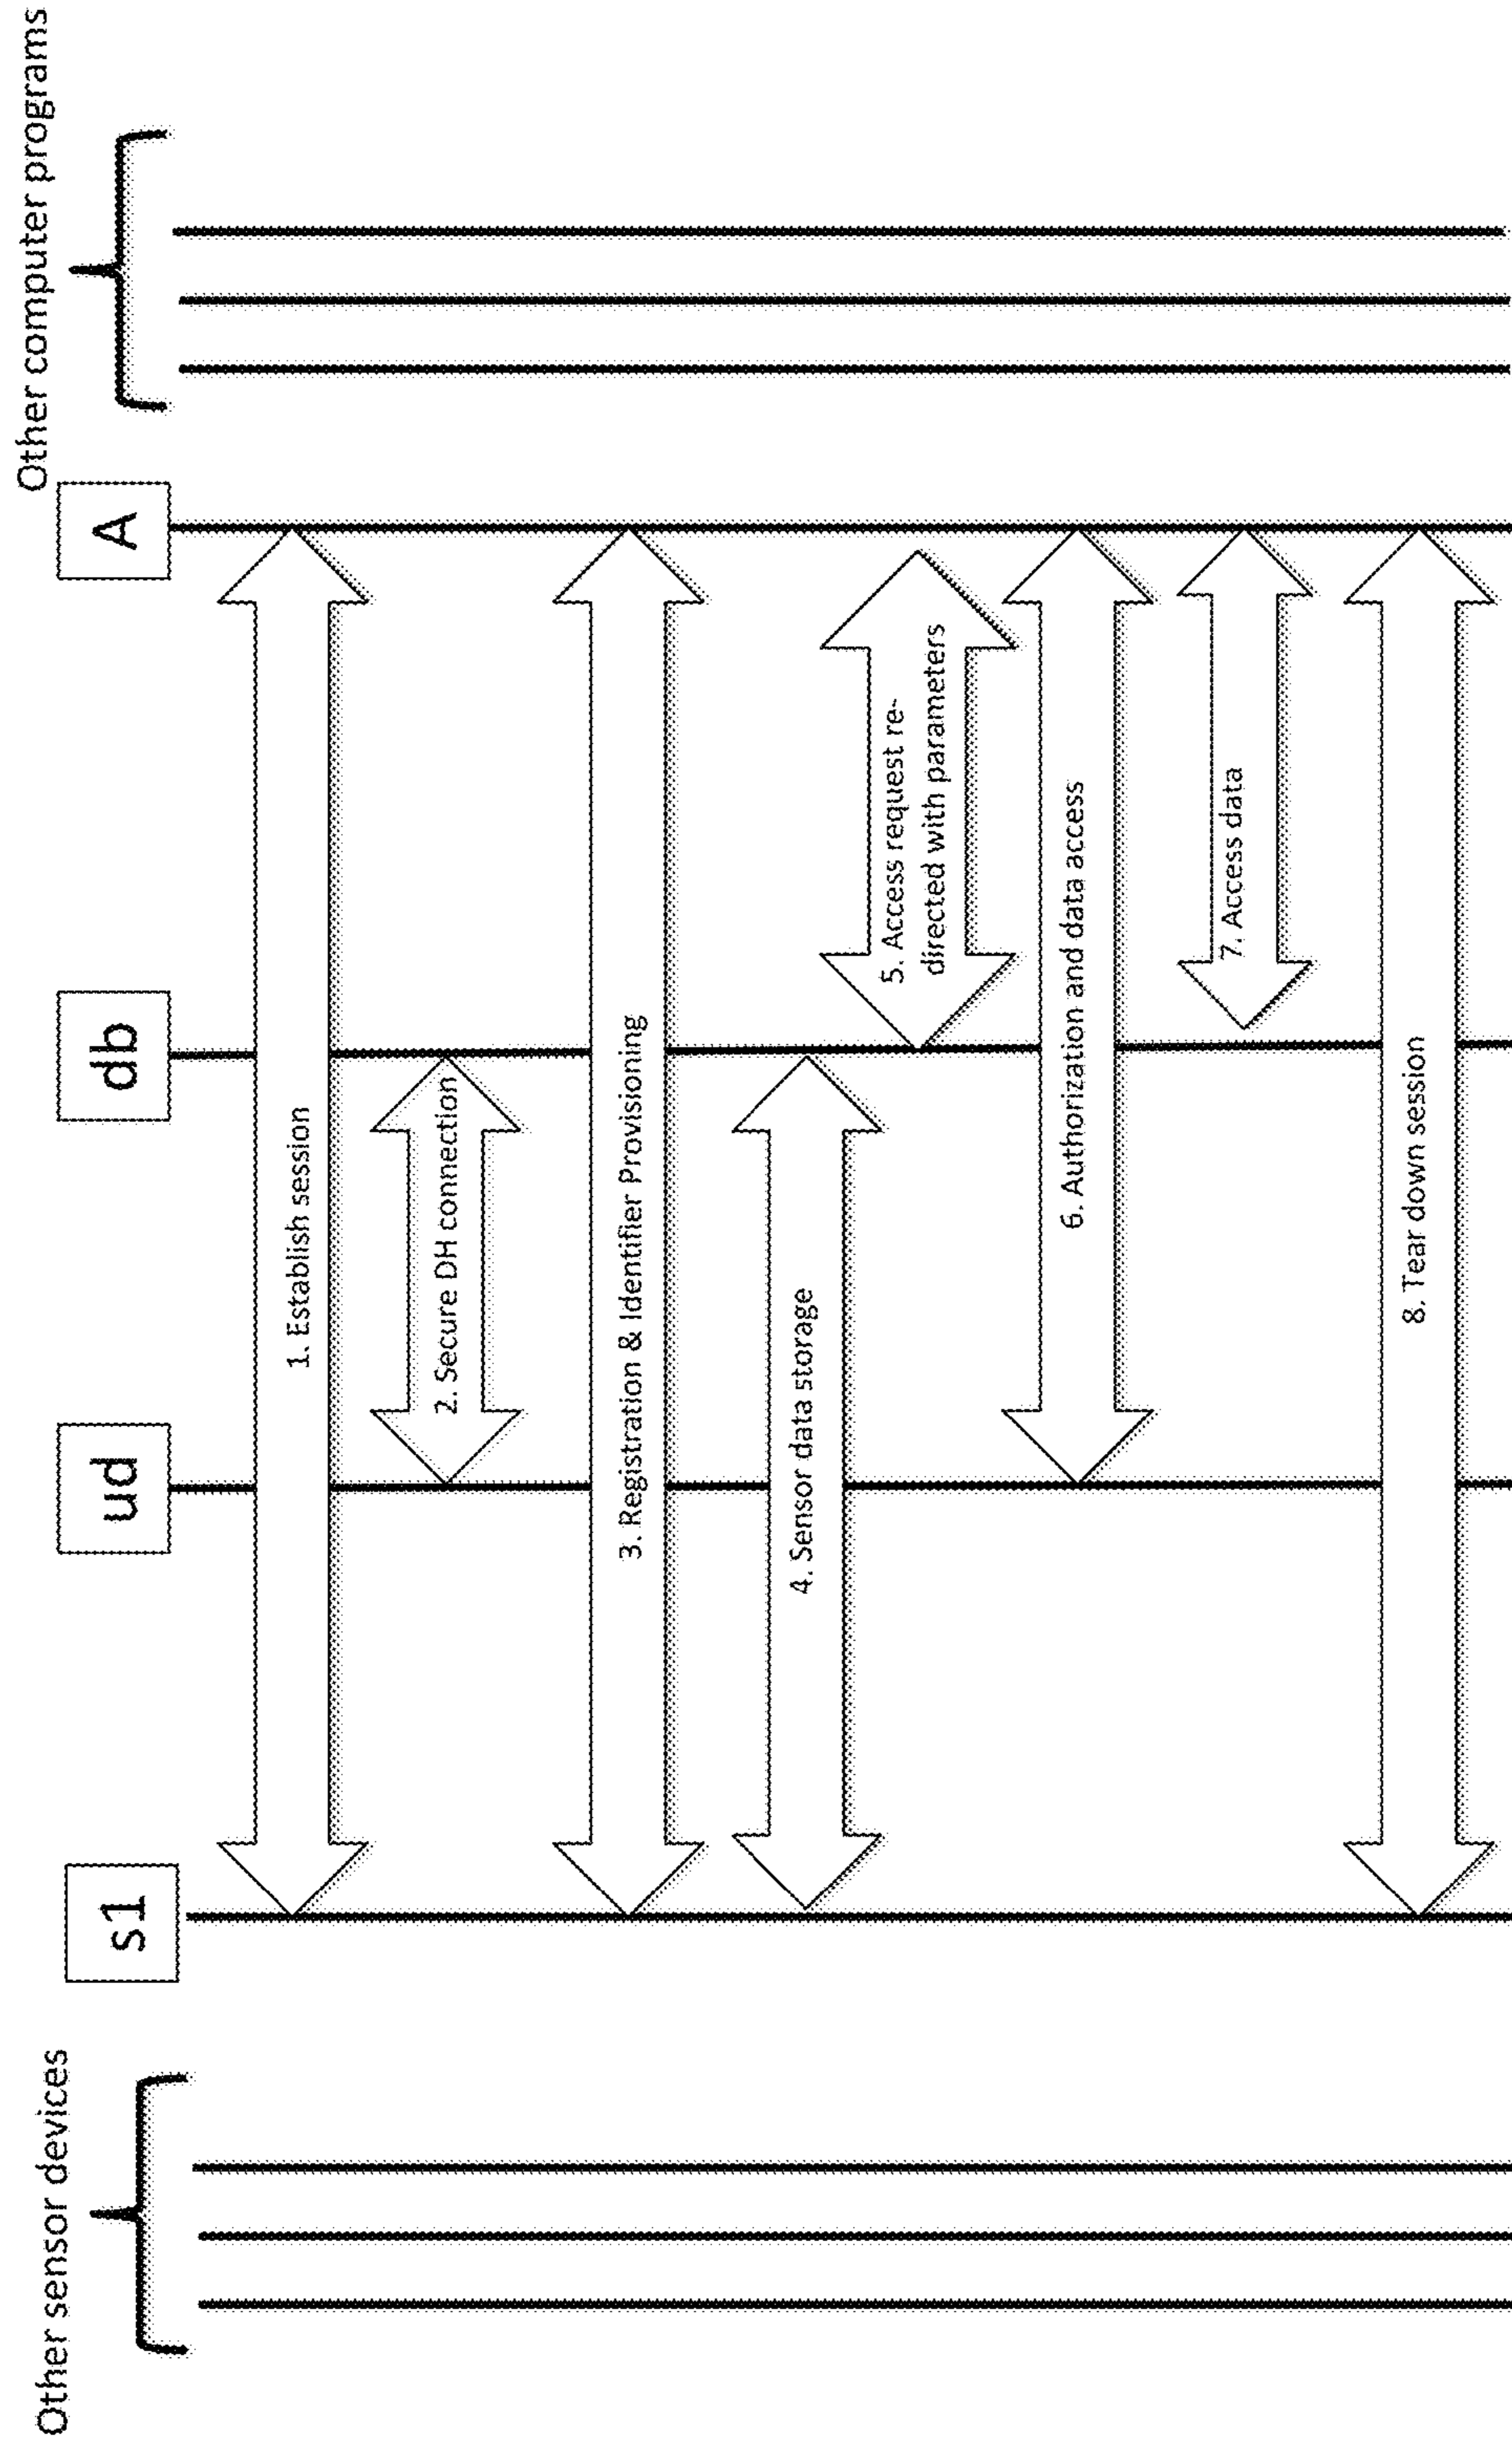 Other sensor devices
s1
ud
db
A
Other computer programs
1. Establish session
2. Secure DH connection
3. Registration & Identifier Provisioning
4. Sensor data storage
5. Access request re-
directed with parameters
6. Authorization and data access
7. Access data
8. Tear down session